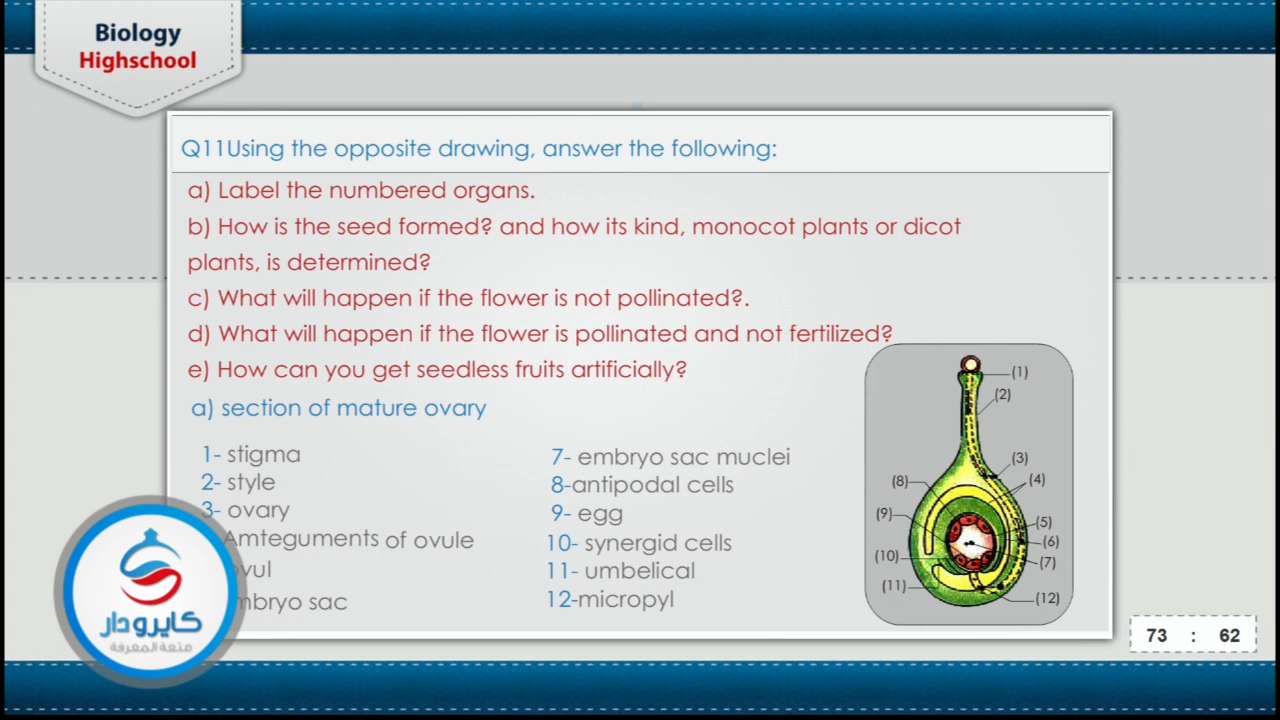 Biology
Highschool
Q11Using the opposite drawing, answer the following:
a) Label the numbered organs.
b) How is the seed formed? and how its kind, monocot plants or dicot
plants, is determined?
c) What will happen if the flower is not pollinated?.
d) What will happen if the flower is pollinated and not fertilized?
e) How can you get seedless fruits artificially?
a) section of mature ovary
1- stigma
2- style
3- ovary
Amteguments of ovule
ovul
mbryo sac
7- embryo sac muclei
8-antipodal cells
9- egg
10- synergid cells
11- umbelical
12-micropyl
(1)
(2)
(3)
(4)
(5)
(6)
(7)
(8)
(9)
(10)
(11)
(12)
كايرودار
متعة المعرفة
73 : 62